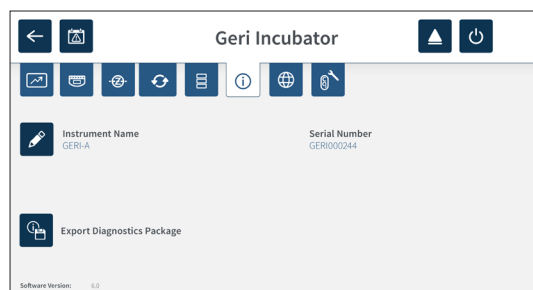 Geri Incubator
Instrument Name
GERI-A
Serial Number
GERI000244
Export Diagnostics Package
Software Version: 6.0